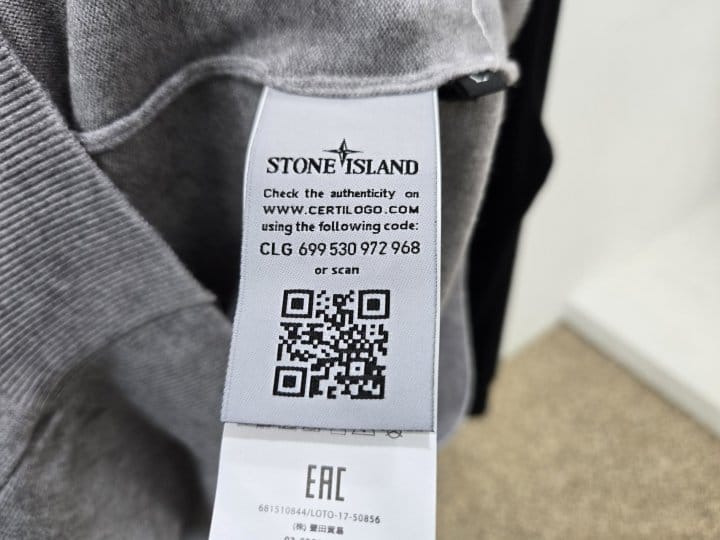 STONE ISLAND
Check the authenticity on
WWW.CERTILOGO.COM
using the following code:
CLG 699 530 972 968
or scan
EAC
681510844/LOTO-17-50856
(株) 豊田貿易